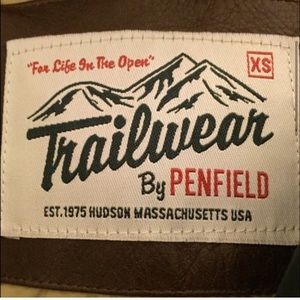 "For Life In The Open"
XS
Trailwear
By PENFIELD
EST. 1975 HUDSON MASSACHUSETTS USA